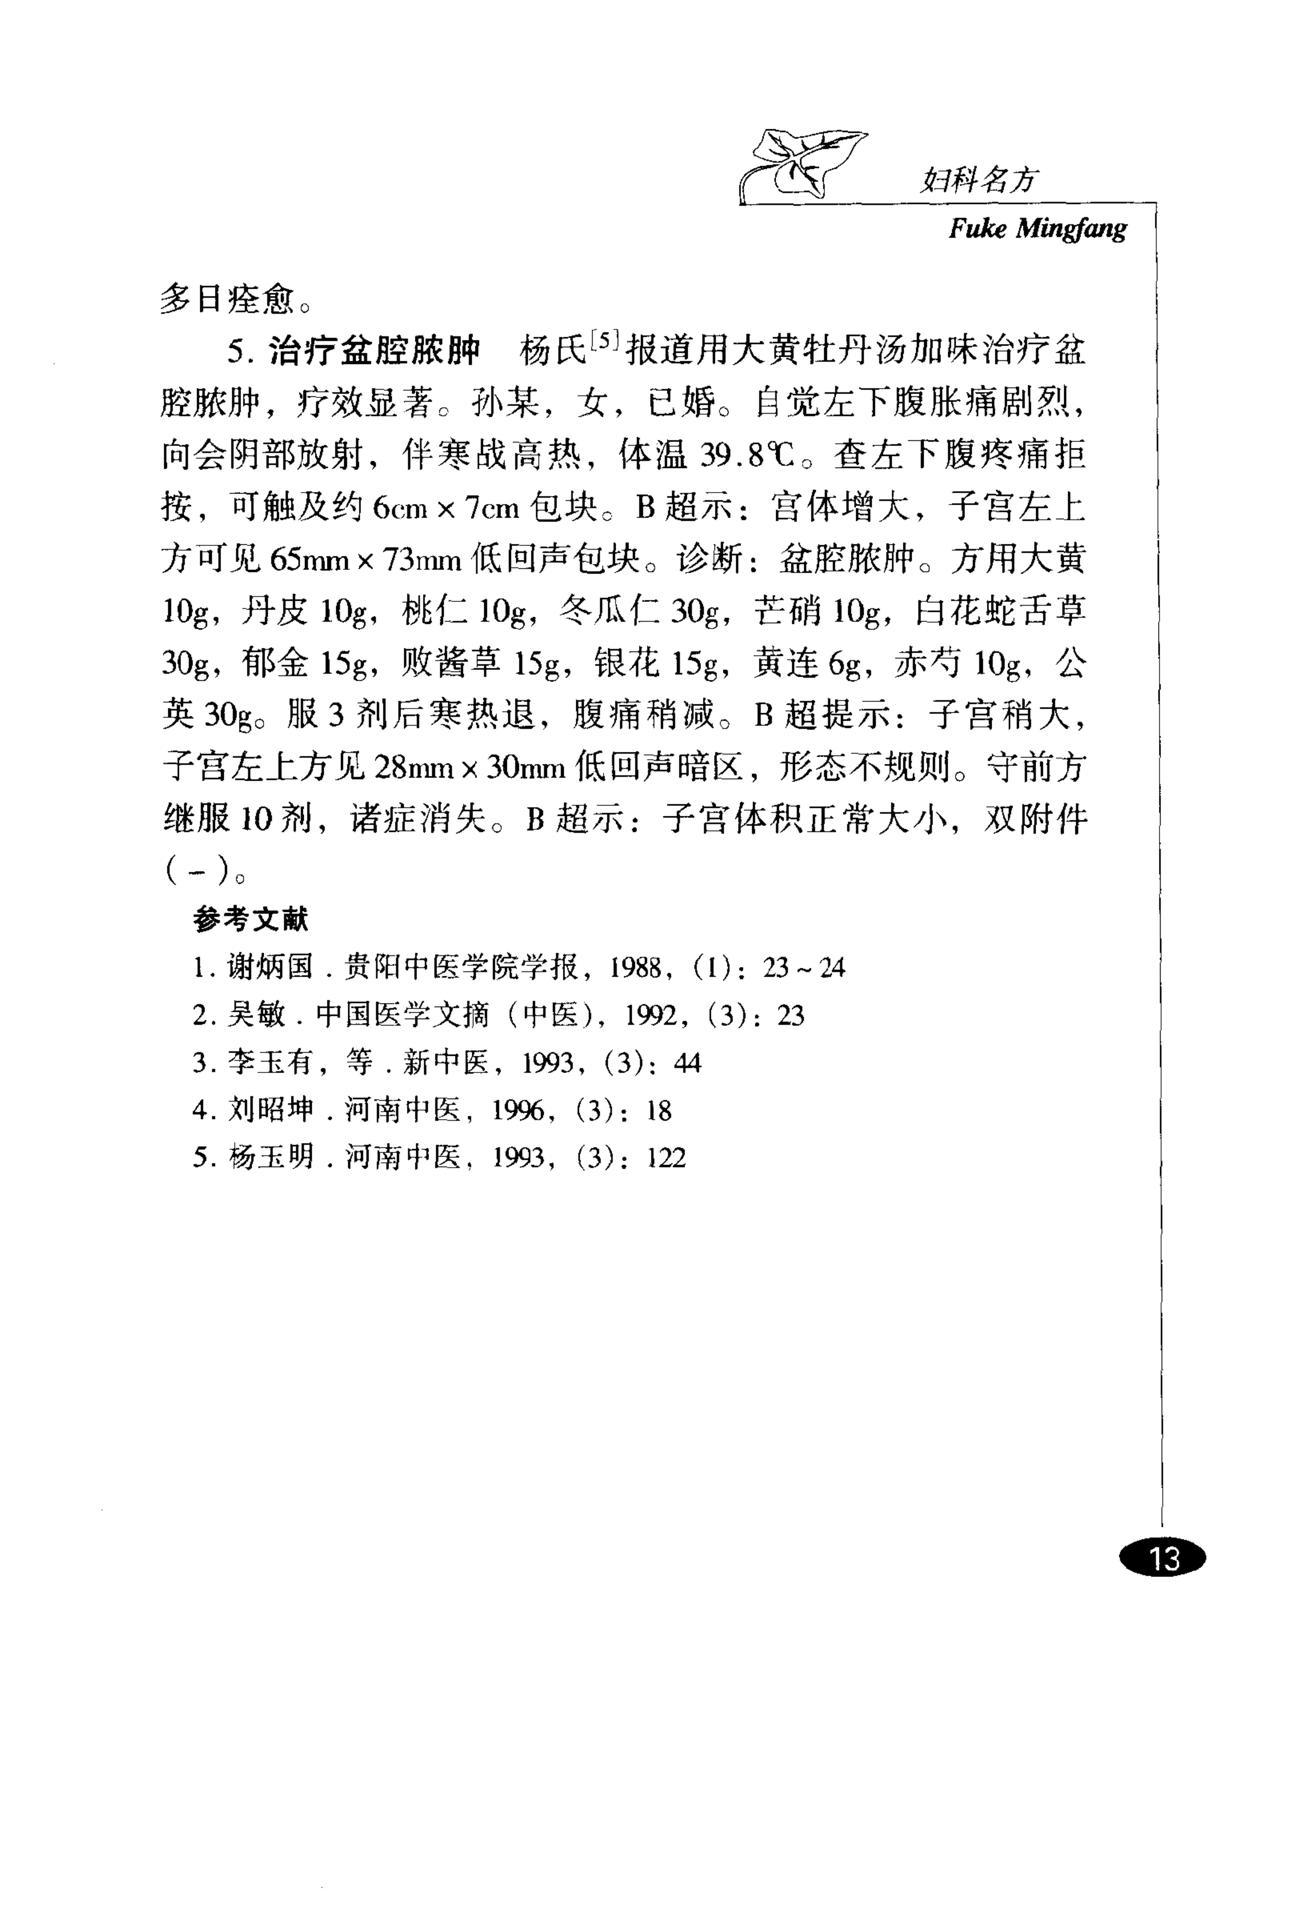 妇科名方
Fuke Mingfang
多日痊愈。
5. 治疗盆腔脓肿 杨氏[5]报道用大黄牡丹汤加味治疗盆
腔脓肿，疗效显著。孙某，女，已婚。自觉左下腹胀痛剧烈，
向会阴部放射，伴寒战高热，体温 39.8℃。查左下腹疼痛拒
按，可触及约 6cm × 7cm 包块。B 超示：宫体增大，子宫左上
方可见 65mm × 73mm 低回声包块。诊断：盆腔脓肿。方用大黄
10g，丹皮 10g，桃仁 10g，冬瓜仁 30g，芒硝 10g，白花蛇舌草
30g，郁金 15g，败酱草 15g，银花 15g，黄连 6g，赤芍 10g，公
英 30g。服 3 剂后寒热退，腹痛稍减。B 超提示：子宫稍大，
子宫左上方见 28mm × 30mm 低回声暗区，形态不规则。守前方
继服 10 剂，诸症消失。B 超示：子宫体积正常大小，双附件
(－)。
参考文献
1. 谢炳国．贵阳中医学院学报，1988，(1)：23～24
2. 吴敏．中国医学文摘（中医），1992，(3)：23
3. 李玉有，等．新中医，1993，(3)：44
4. 刘昭坤．河南中医，1996，(3)：18
5. 杨玉明．河南中医，1993，(3)：122
13